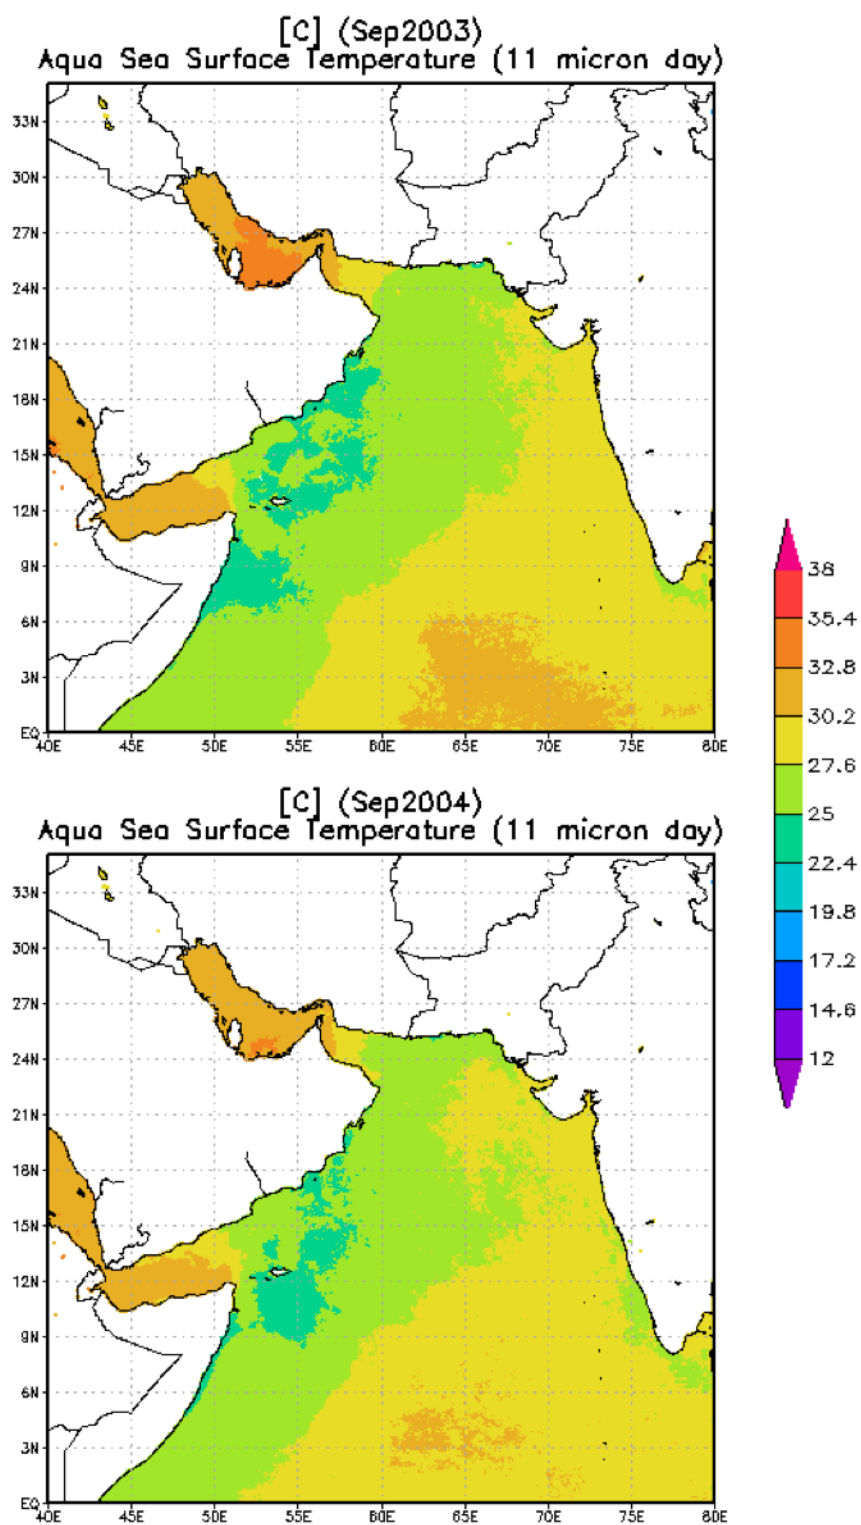 [C] (Sep2003)
Aqua Sea Surface Temperature (11 micron day)
33N
30N
27N
24N
21N
18N
15N
12N
9N
6N
3N
EQ
40E 45E 50E 55E 60E 65E 70E 75E 80E
[C] (Sep2004)
Aqua Sea Surface Temperature (11 micron day)
33N
30N
27N
24N
21N
18N
15N
12N
9N
6N
3N
EQ
40E 45E 50E 55E 60E 65E 70E 75E 80E
38
35.4
32.8
30.2
27.6
25
22.4
19.8
17.2
14.6
12